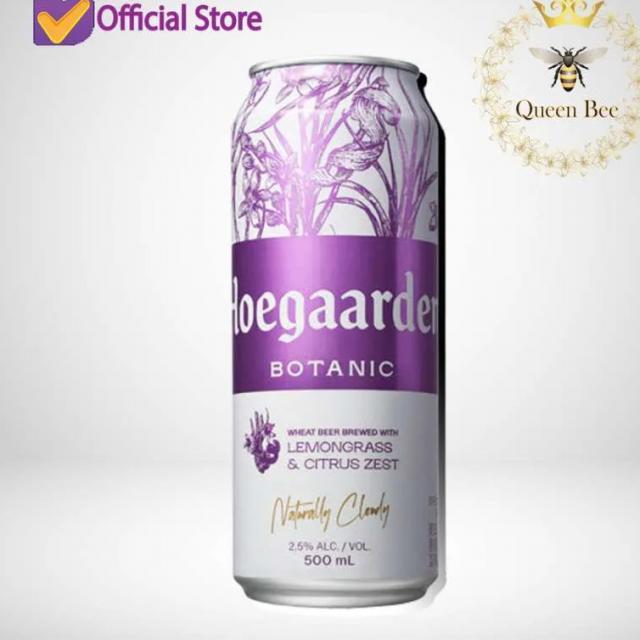 Official Store
Queen Bee
Hoegaarden
BOTANIC
WHEAT BEER BREWED WITH
LEMONGRASS
& CITRUS ZEST
Naturally Cloudy
2,5% ALC. / VOL.
500 mL